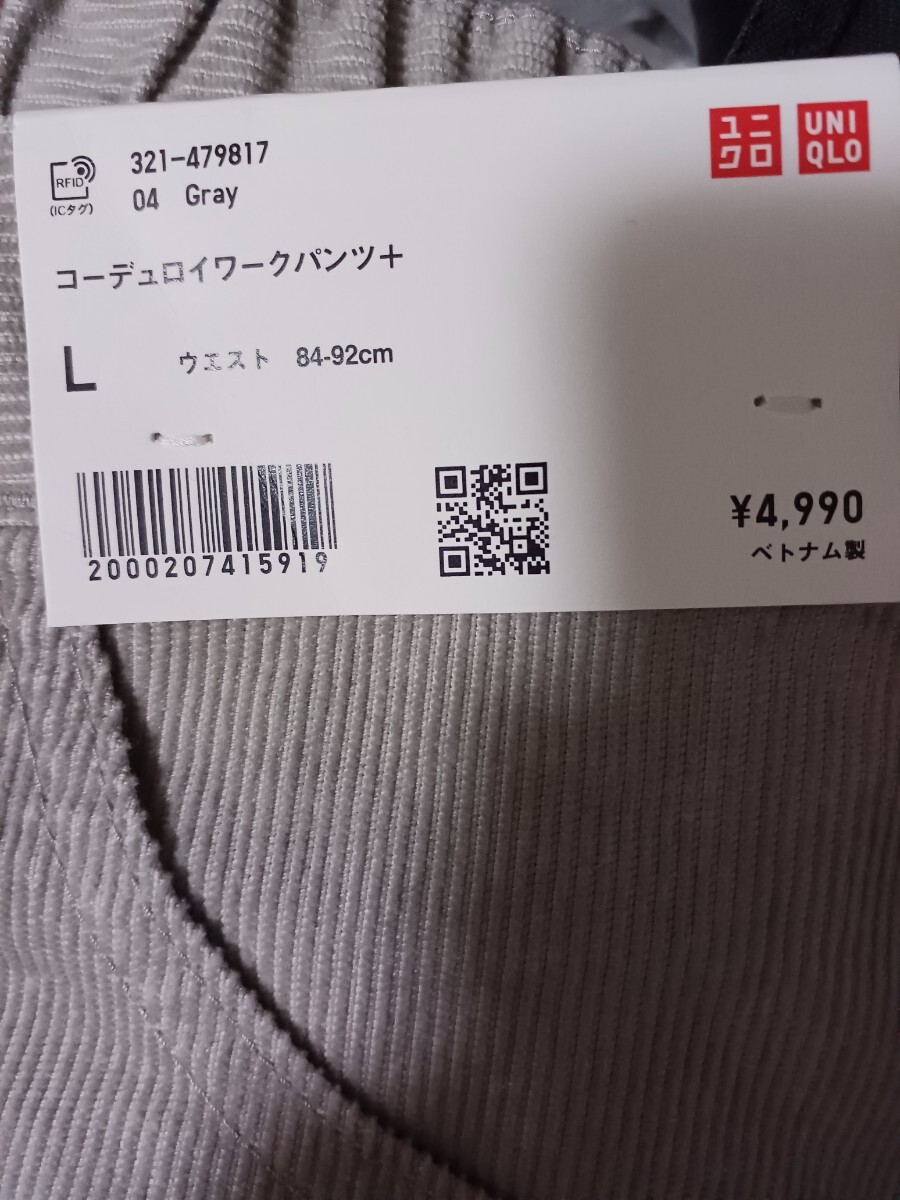 RFID
(ICタグ)
321-479817
04 Gray
ユニ
クロ
UNI
QLO
コーデュロイワークパンツ+
L ウエスト 84-92cm
2000207415919
¥4,990
ベトナム製